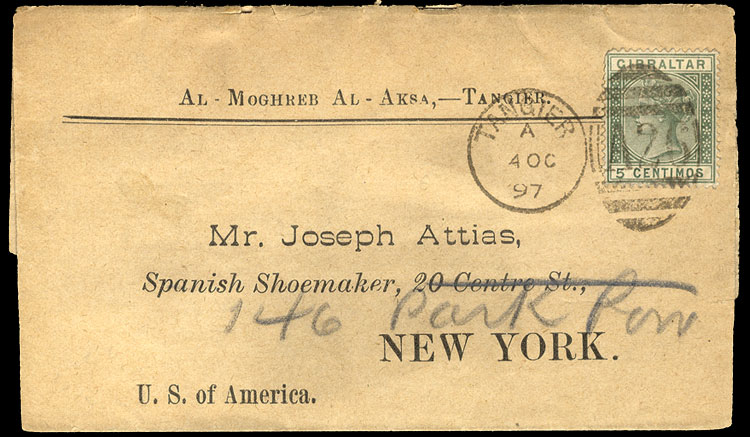 GIBRALTAR
5 CENTIMOS
AL - MOGHREB AL - AKSA,—TANGIER.
TANGIER
A
4 OC
97
Mr. Joseph Attias,
Spanish Shoemaker, 20 Centre St.,
146 Park Row
NEW YORK.
U. S. of America.